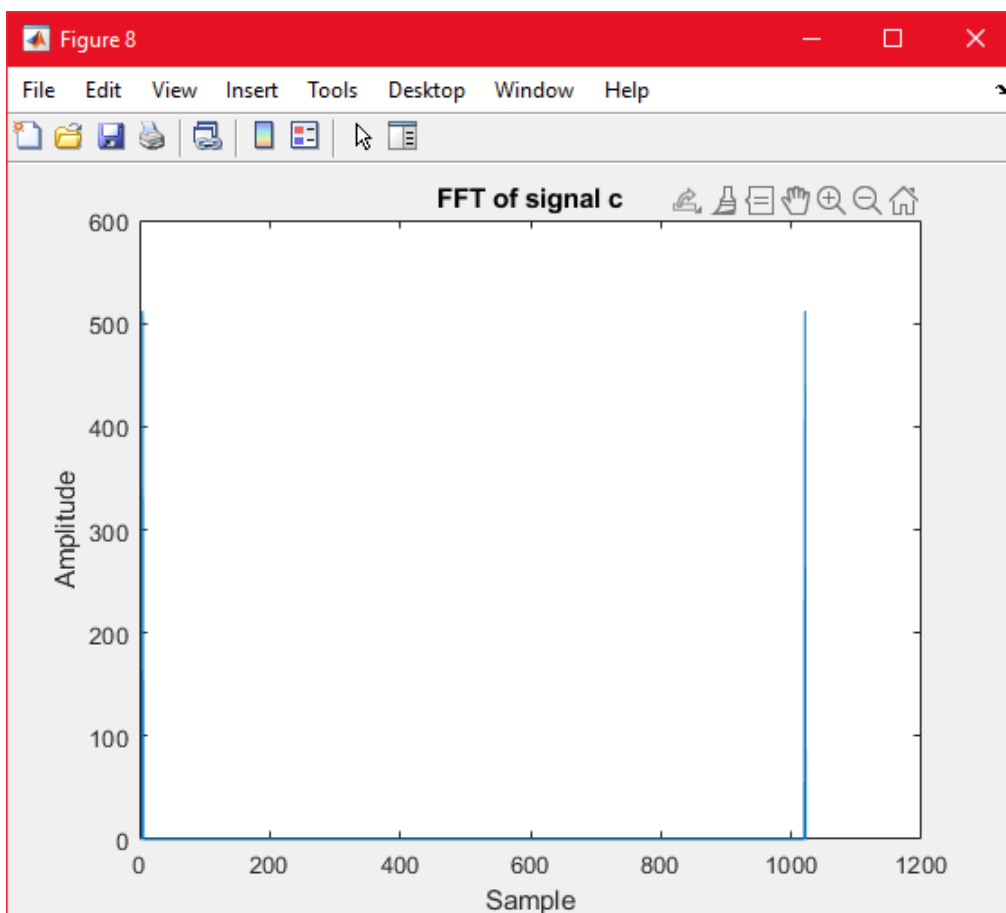 Figure 8
File Edit View Insert Tools Desktop Window Help
FFT of signal c
600
500
400
300
200
100
0
Amplitude
0 200 400 600 800 1000 1200
Sample